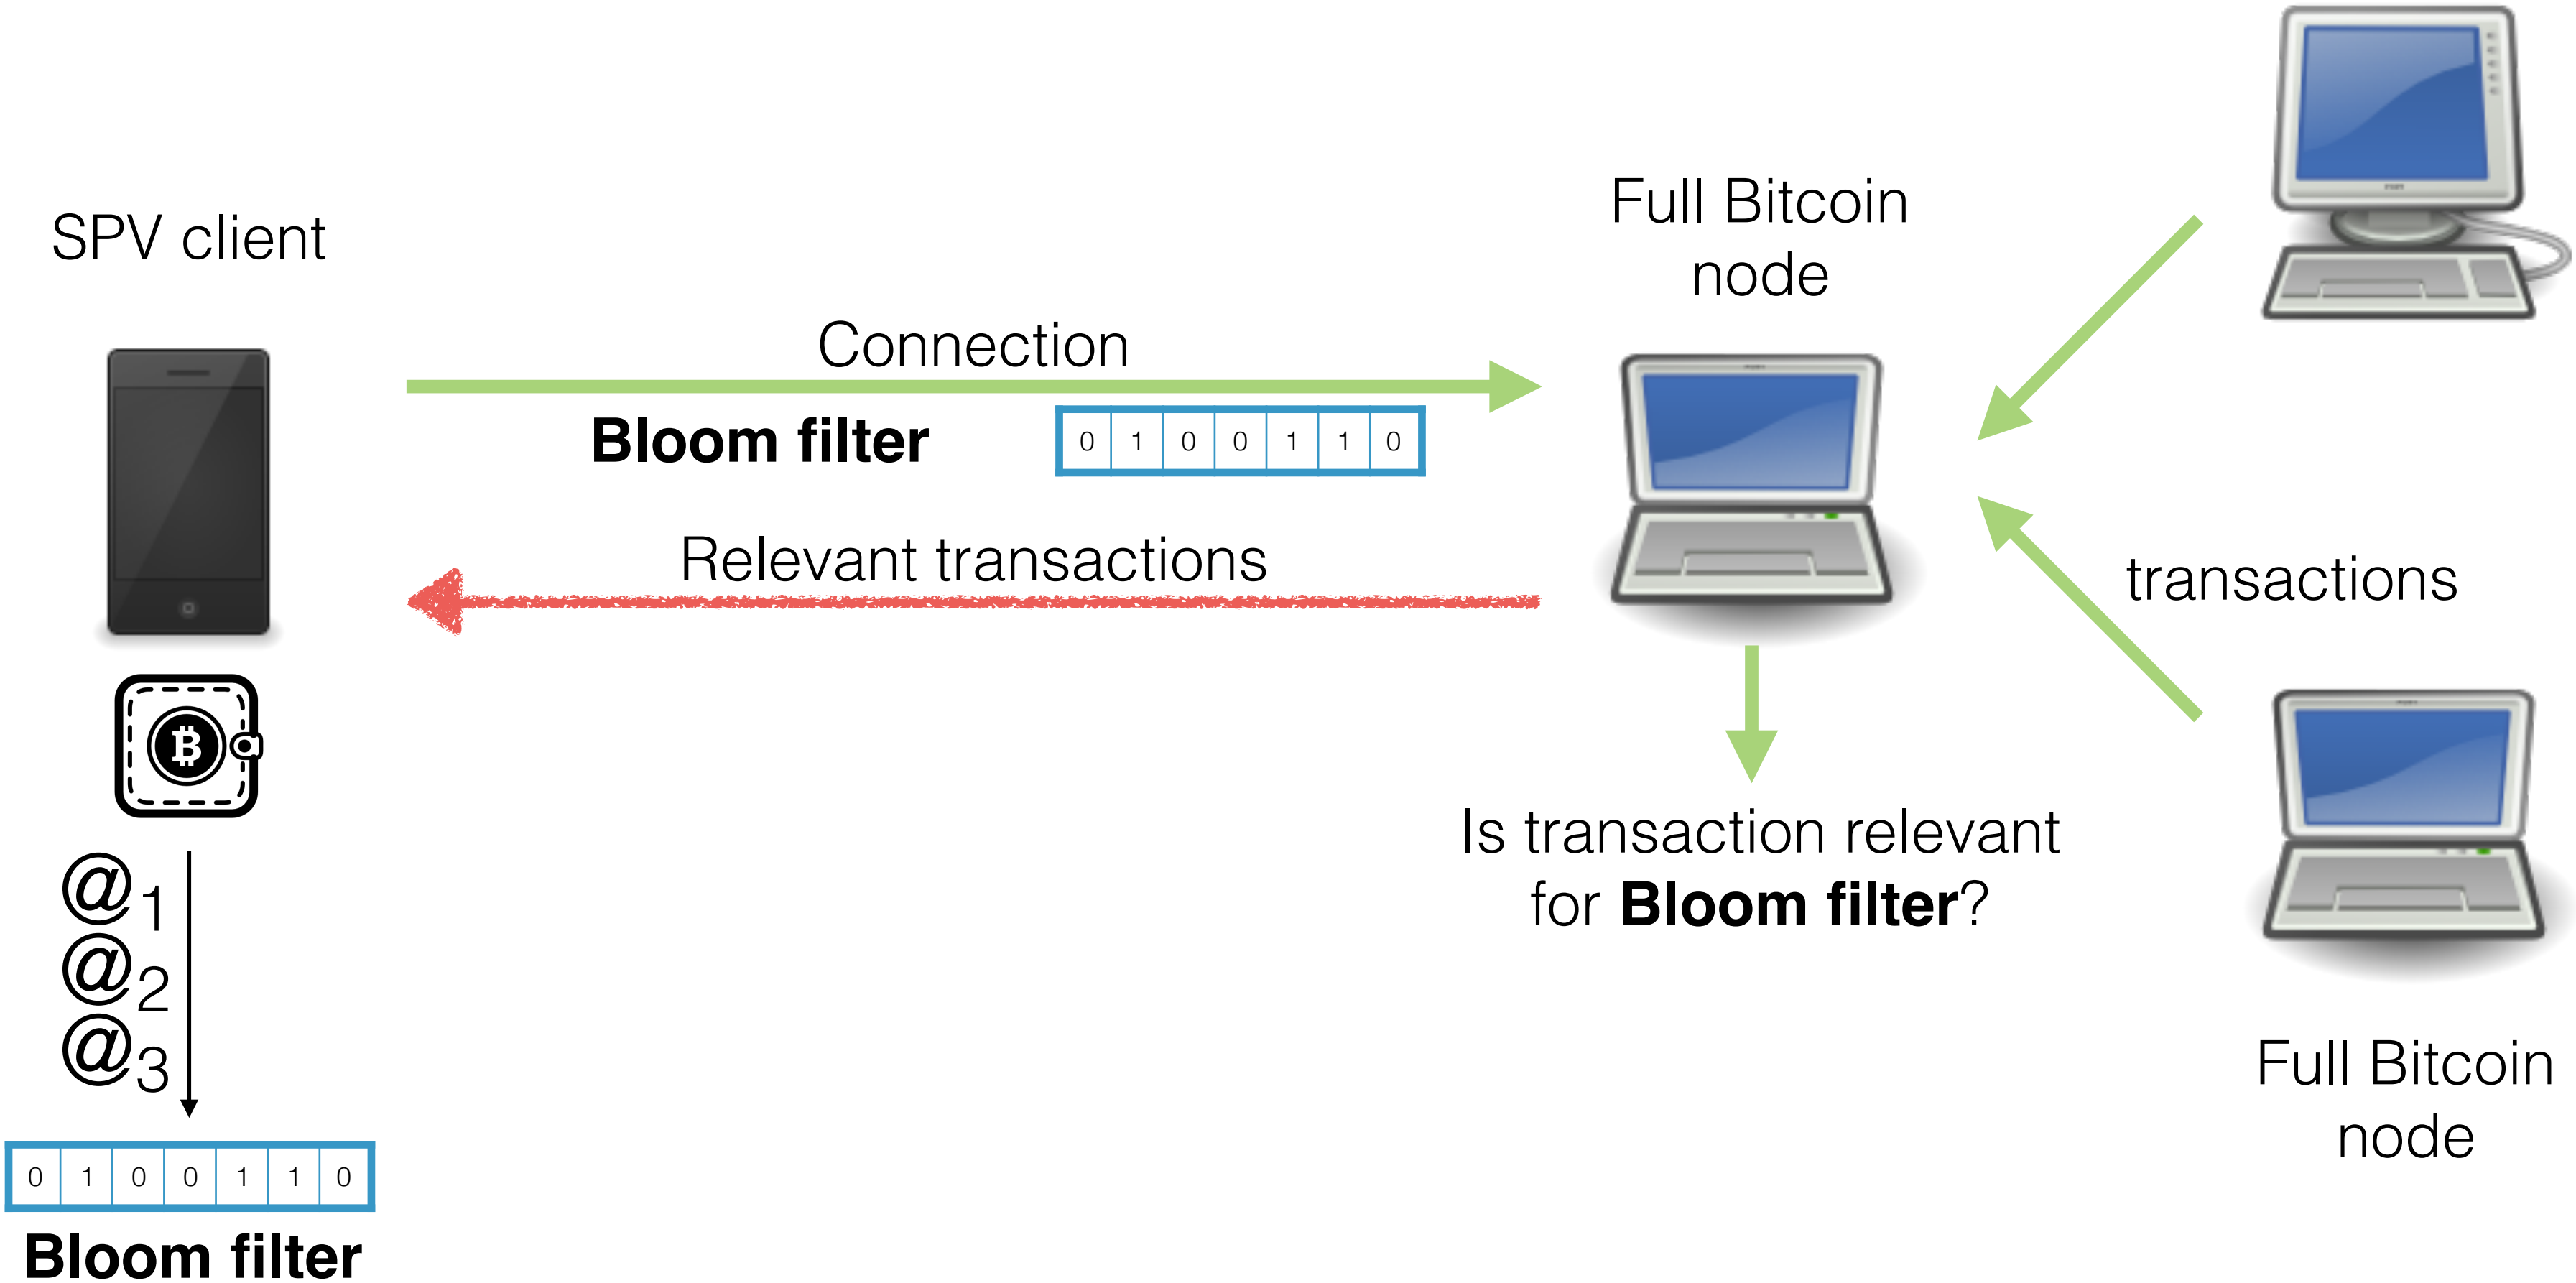 SPV client
Connection
Bloom filter
0 1 0 0 1 1 0
Relevant transactions
Full Bitcoin
node
transactions
Is transaction relevant
for Bloom filter?
Full Bitcoin
node
@1
@2
@3
0 1 0 0 1 1 0
Bloom filter